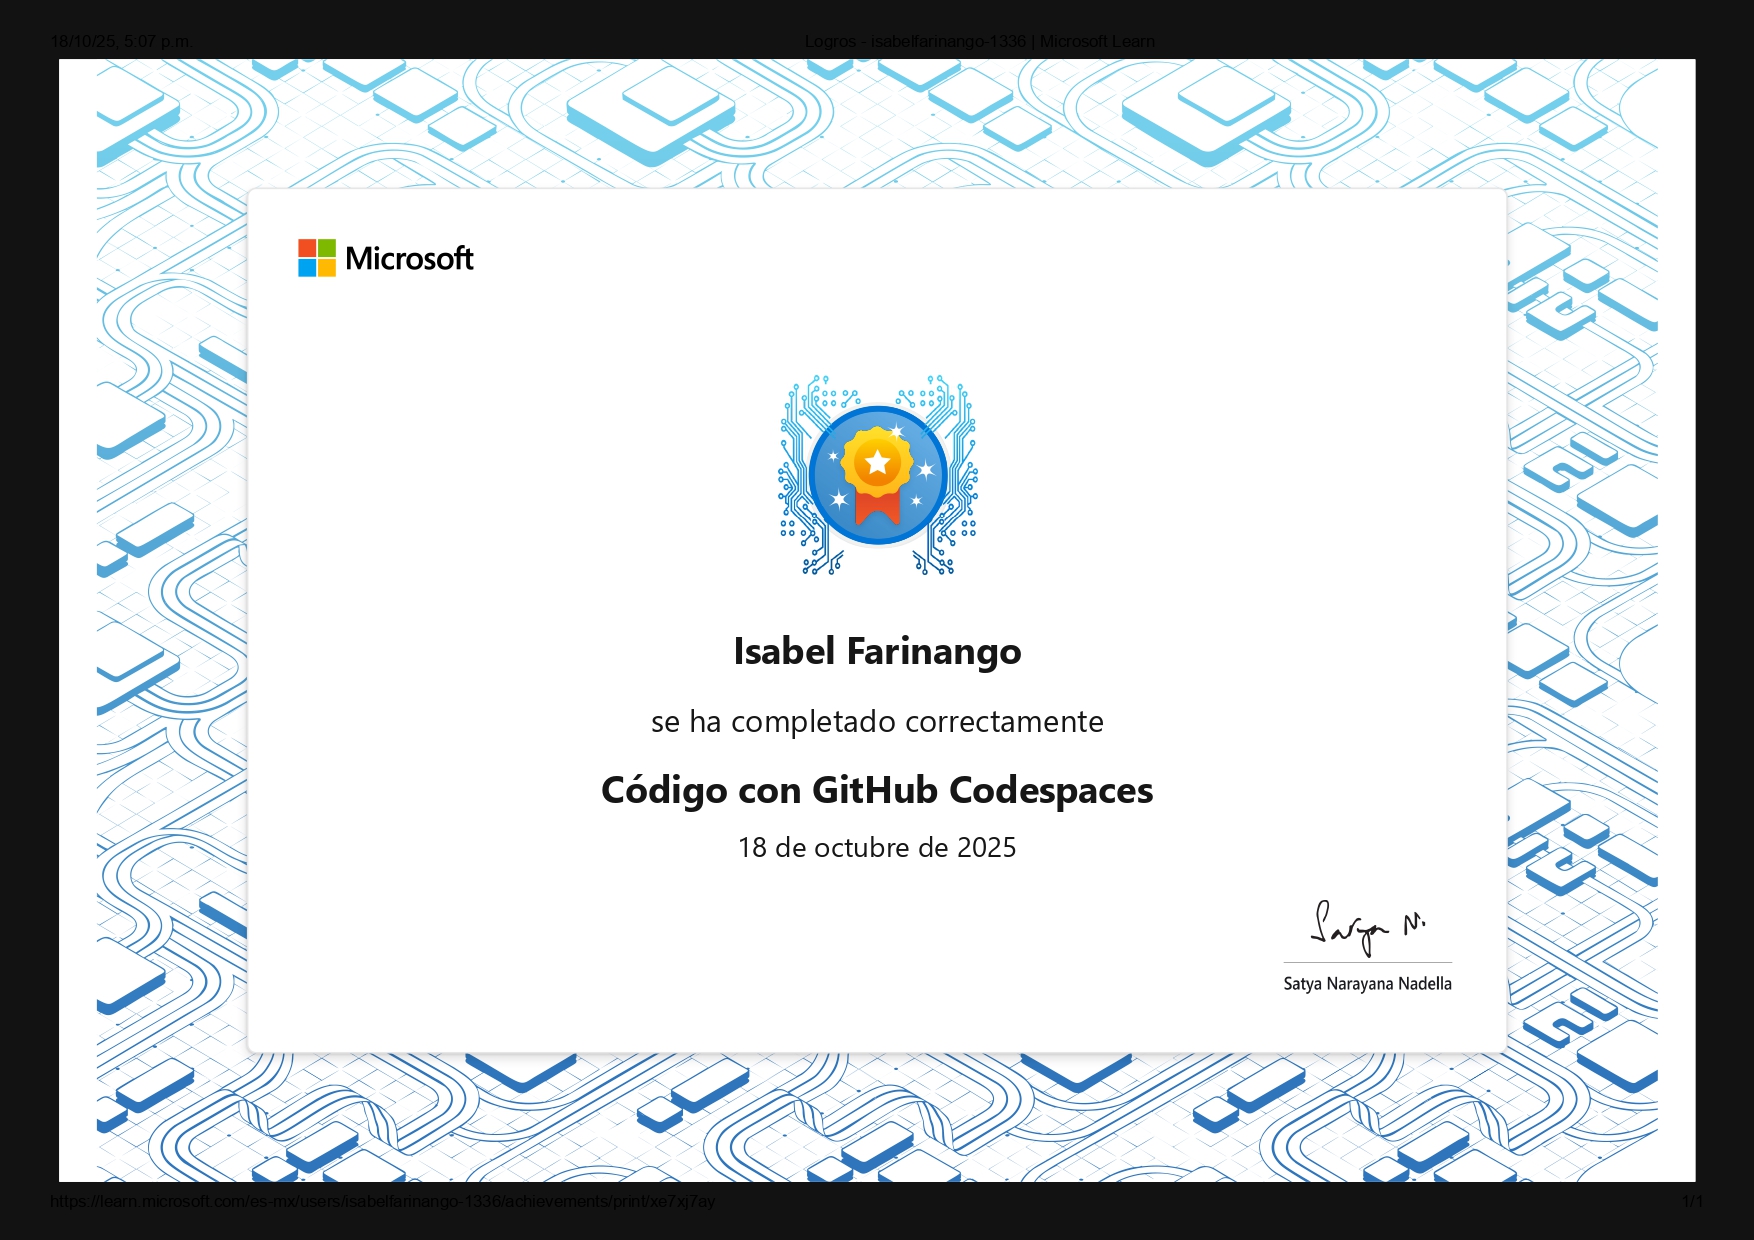 18/10/25, 5:07 p.m.
Logros - isabelfarinango-1336 | Microsoft Learn
Microsoft
Isabel Farinango
se ha completado correctamente
Código con GitHub Codespaces
18 de octubre de 2025
Satya N.
Satya Narayana Nadella
https://learn.microsoft.com/es-mx/users/isabelfarinango-1336/achievements/print/xe7xj7ay
1/1